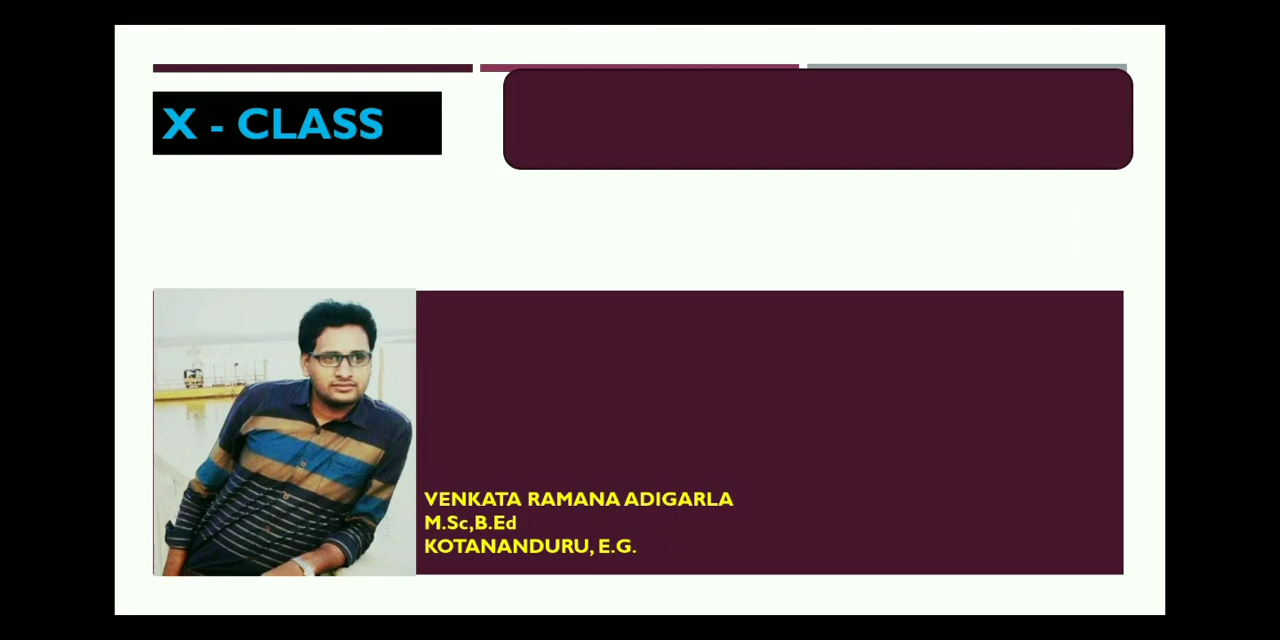 X - CLASS
VENKATA RAMANA ADIGARLA
M.Sc,B.Ed
KOTANANDURU, E.G.